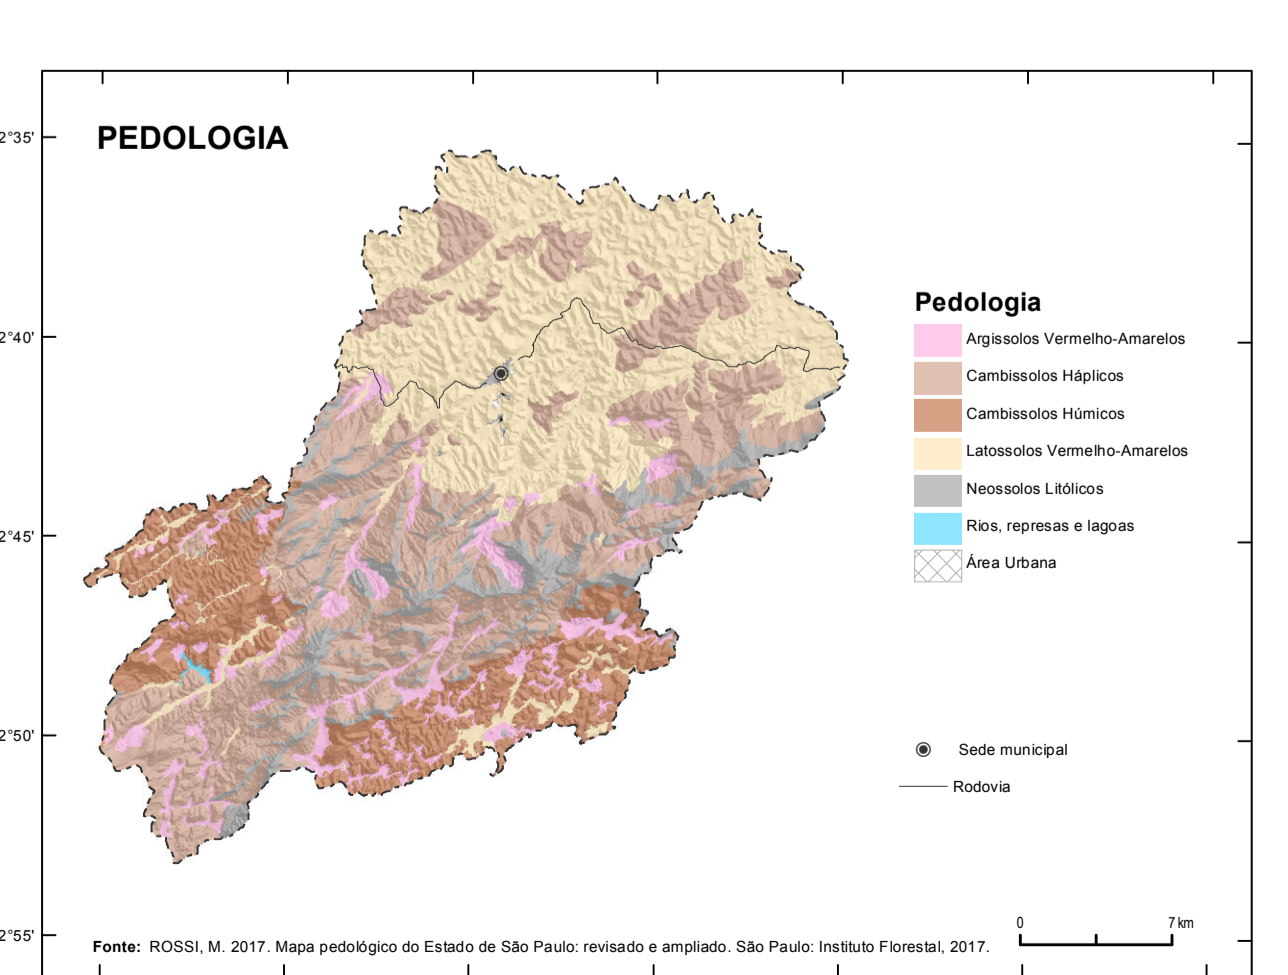 2°35'
PEDOLOGIA
2°40'
2°45'
2°50'
2°55'
Pedologia
Argissolos Vermelho-Amarelos
Cambissolos Háplicos
Cambissolos Húmicos
Latossolos Vermelho-Amarelos
Neossolos Litólicos
Rios, represas e lagoas
Área Urbana
Sede municipal
Rodovia
0 7 km
Fonte: ROSSI, M. 2017. Mapa pedológico do Estado de São Paulo: revisado e ampliado. São Paulo: Instituto Florestal, 2017.